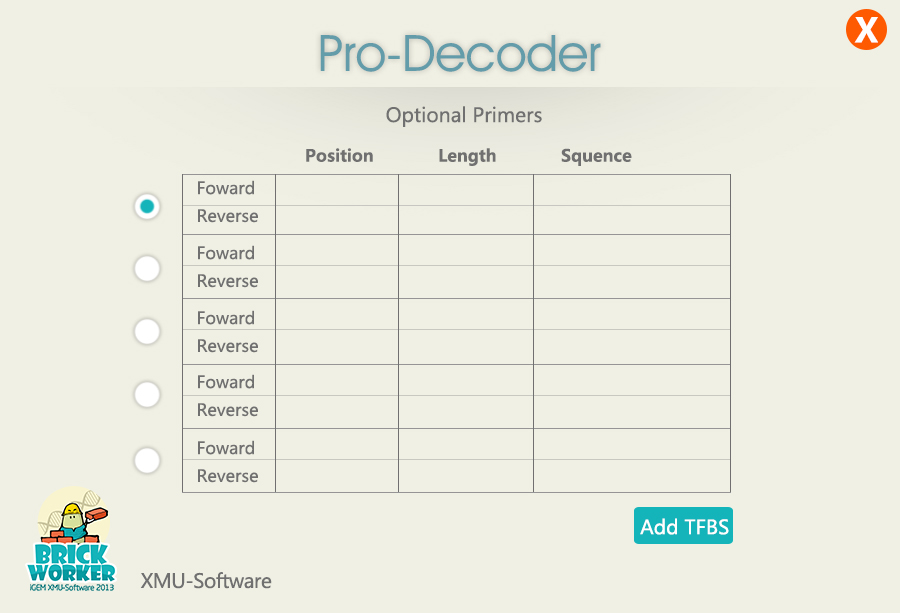 X
Pro-Decoder
Optional Primers
Position Length Squence
Foward
Reverse
Foward
Reverse
Foward
Reverse
Foward
Reverse
Foward
Reverse
Add TFBS
BRICK
WORKER
iGEM XMU-Software 2013
XMU-Software